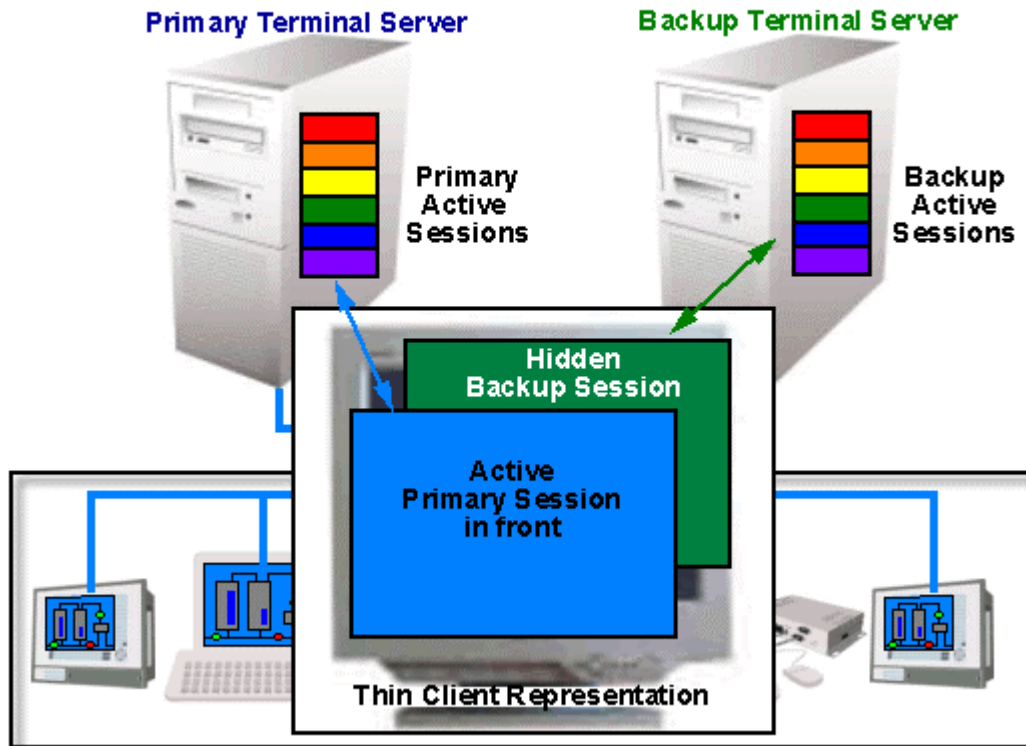 Primary Terminal Server
Backup Terminal Server
Primary
Active
Sessions
Backup
Active
Sessions
Hidden
Backup Session
Active
Primary Session
in front
Thin Client Representation